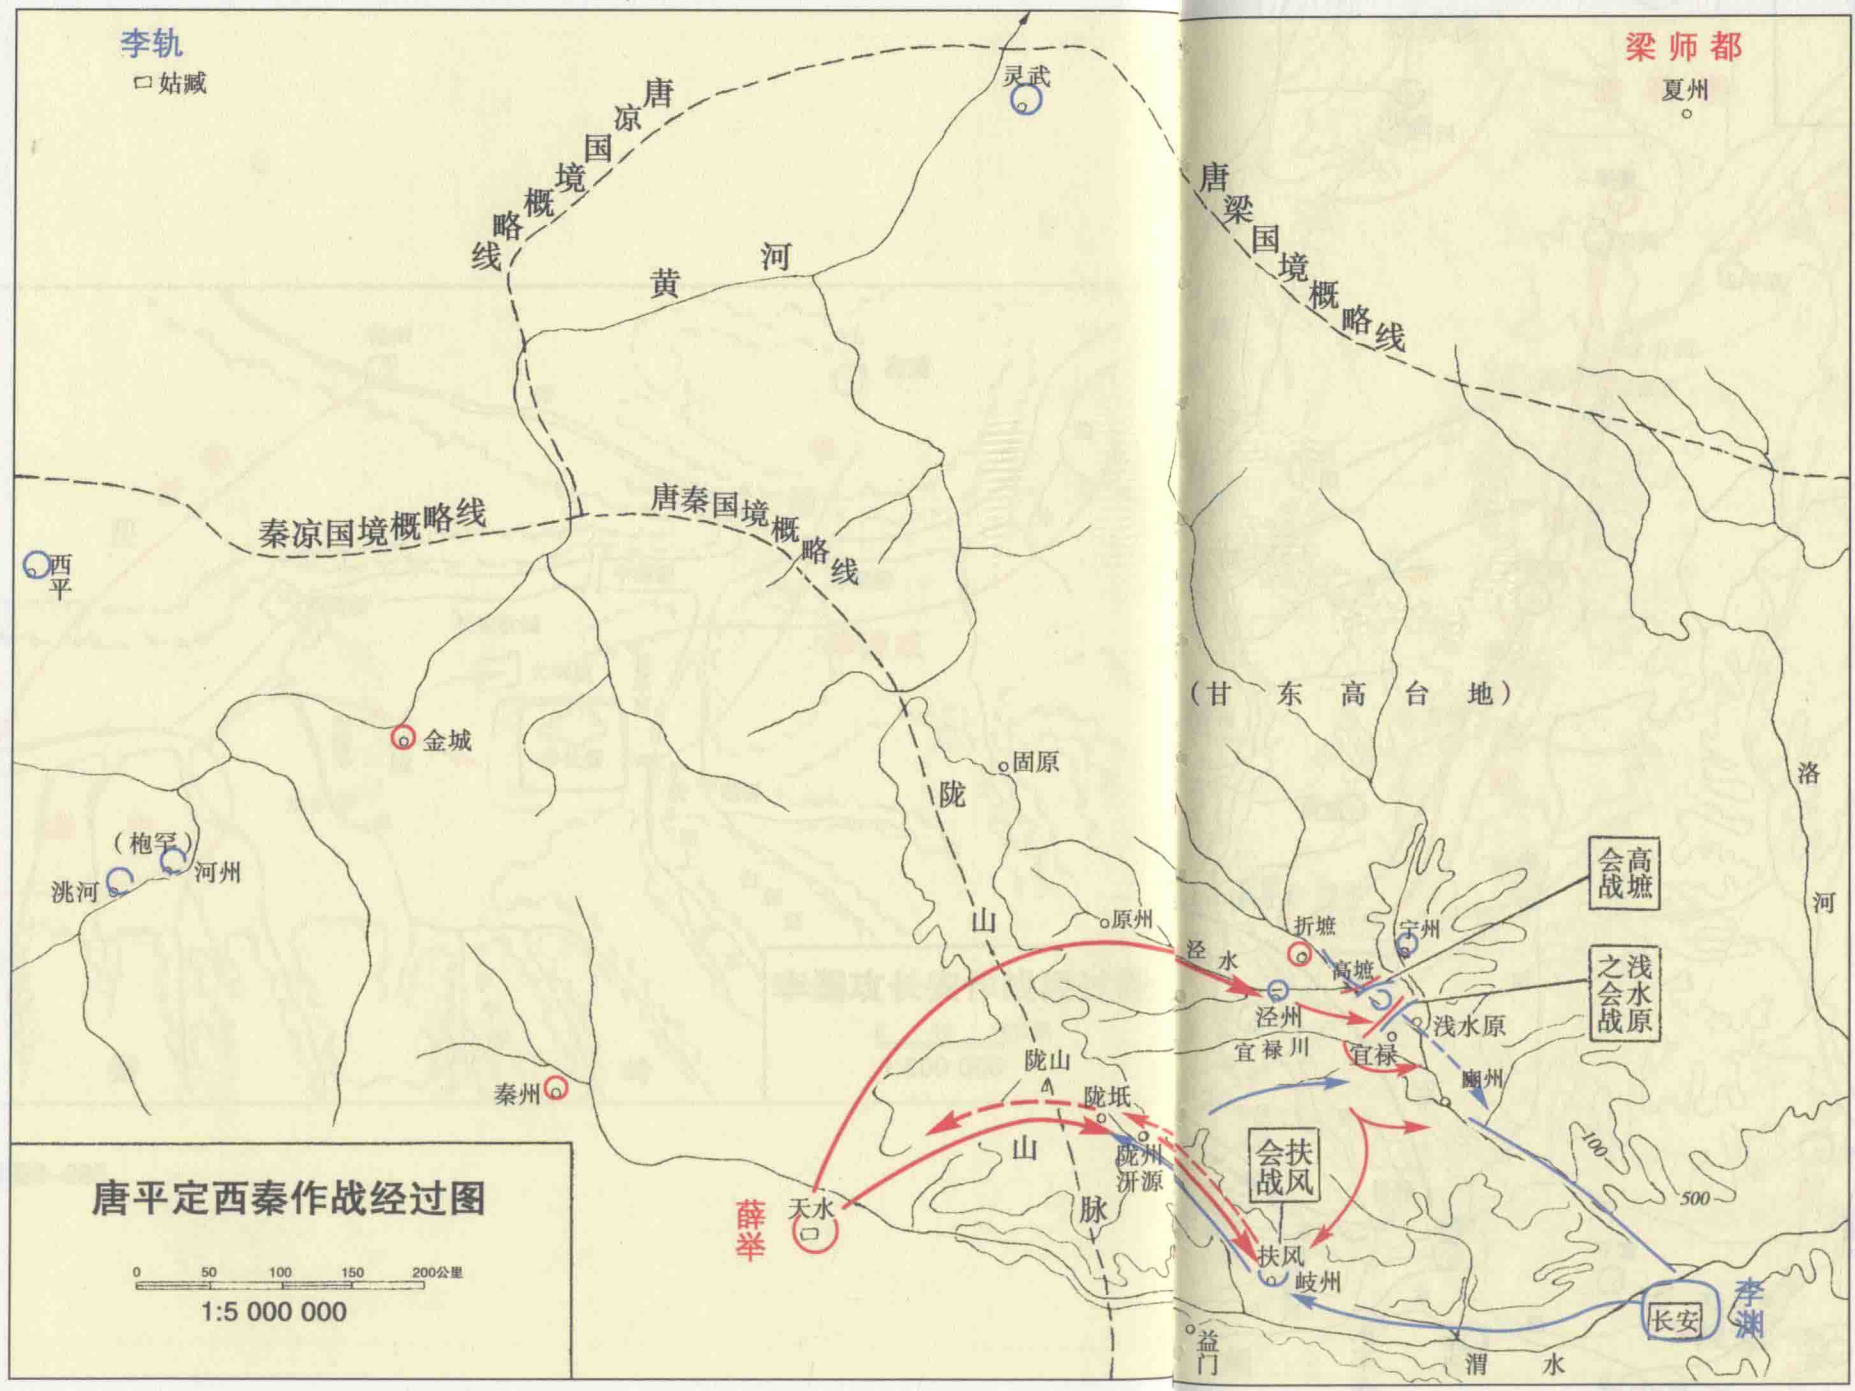 李轨
姑臧
梁师都
夏州
灵武
唐凉国境概略线
唐梁国境概略线
黄河
秦凉国境概略线
唐秦国境概略线
西平
(甘东高台地)
金城
固原
洛河
陇山山脉
(枹罕)
洮河
河州
原州
泾水
折墌
宁州
高墌
高墌会战
浅水原之会战
泾州
浅水原
宜禄川
宜禄
豳州
秦州
陇山
陇坻
陇州
汧源
扶风会战
100
500
薛举
天水
扶风
岐州
益门
渭水
长安
李渊
唐平定西秦作战经过图
0 50 100 150 200公里
1:5 000 000